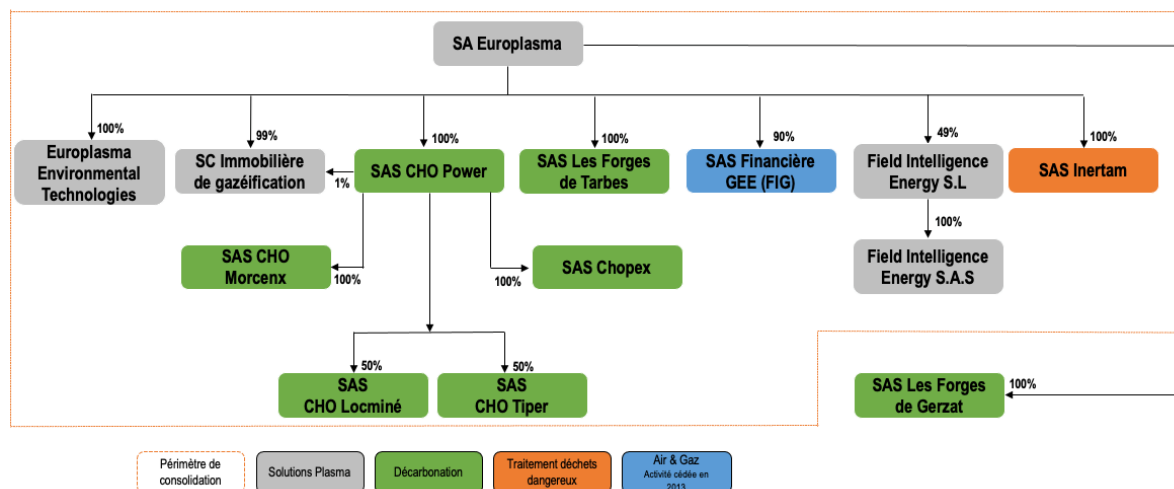 SA Europlasma
100%
99%
100%
100%
90%
49%
100%
Europlasma
Environmental
Technologies
SC Immobilière
de gazéification
1%
SAS CHO Power
SAS Les Forges
de Tarbes
SAS Financière
GEE (FIG)
Field Intelligence
Energy S.L
SAS Inertam
100%
SAS CHO
Morcenx
100%
100%
SAS Chopex
Field Intelligence
Energy S.A.S
50%
50%
SAS
CHO Locminé
SAS
CHO Tiper
SAS Les Forges
de Gerzat
100%
Périmètre de
consolidation
Solutions Plasma
Décarbonation
Traitement déchets
dangereux
Air & Gaz
Activité cédée en
2013